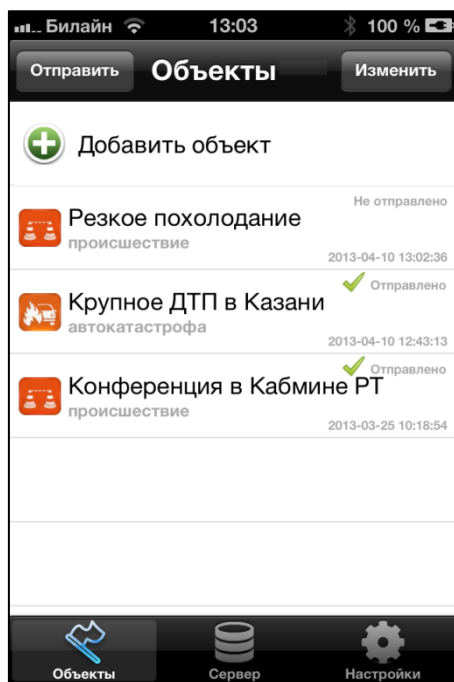 Билайн 13:03 100 %
Отправить Объекты Изменить
Добавить объект
Не отправлено
Резкое похолодание
происшествие
2013-04-10 13:02:36
Отправлено
Крупное ДТП в Казани
автокатастрофа
2013-04-10 12:43:13
Отправлено
Конференция в Кабмине РТ
происшествие
2013-03-25 10:18:54
Объекты Сервер Настройки